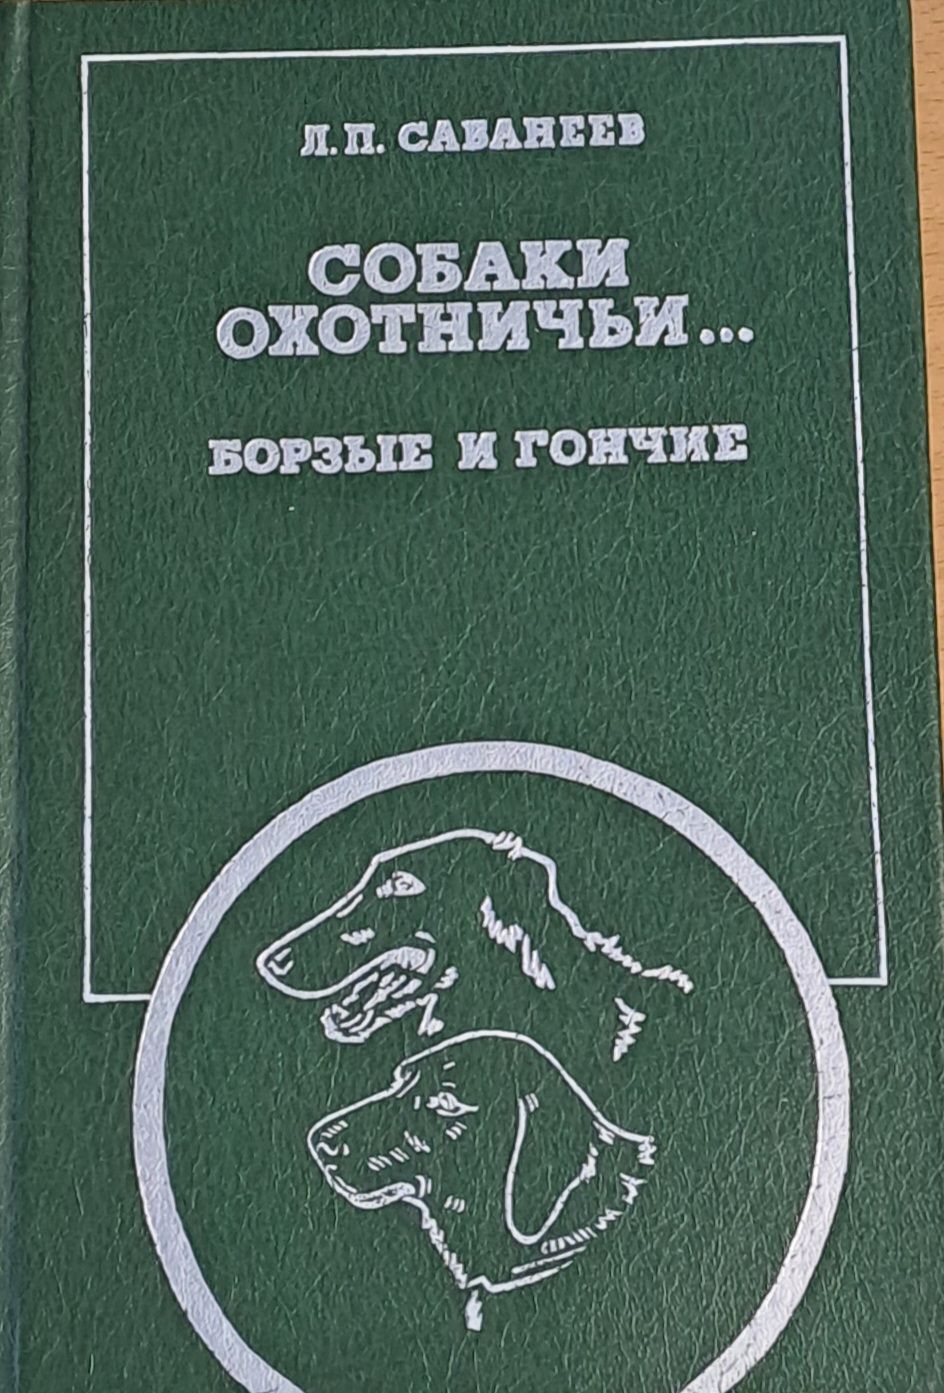 Л.П. САБАНЕЕВ
СОБАКИ
ОХОТНИЧЬИ...
БОРЗЫЕ И ГОНЧИЕ